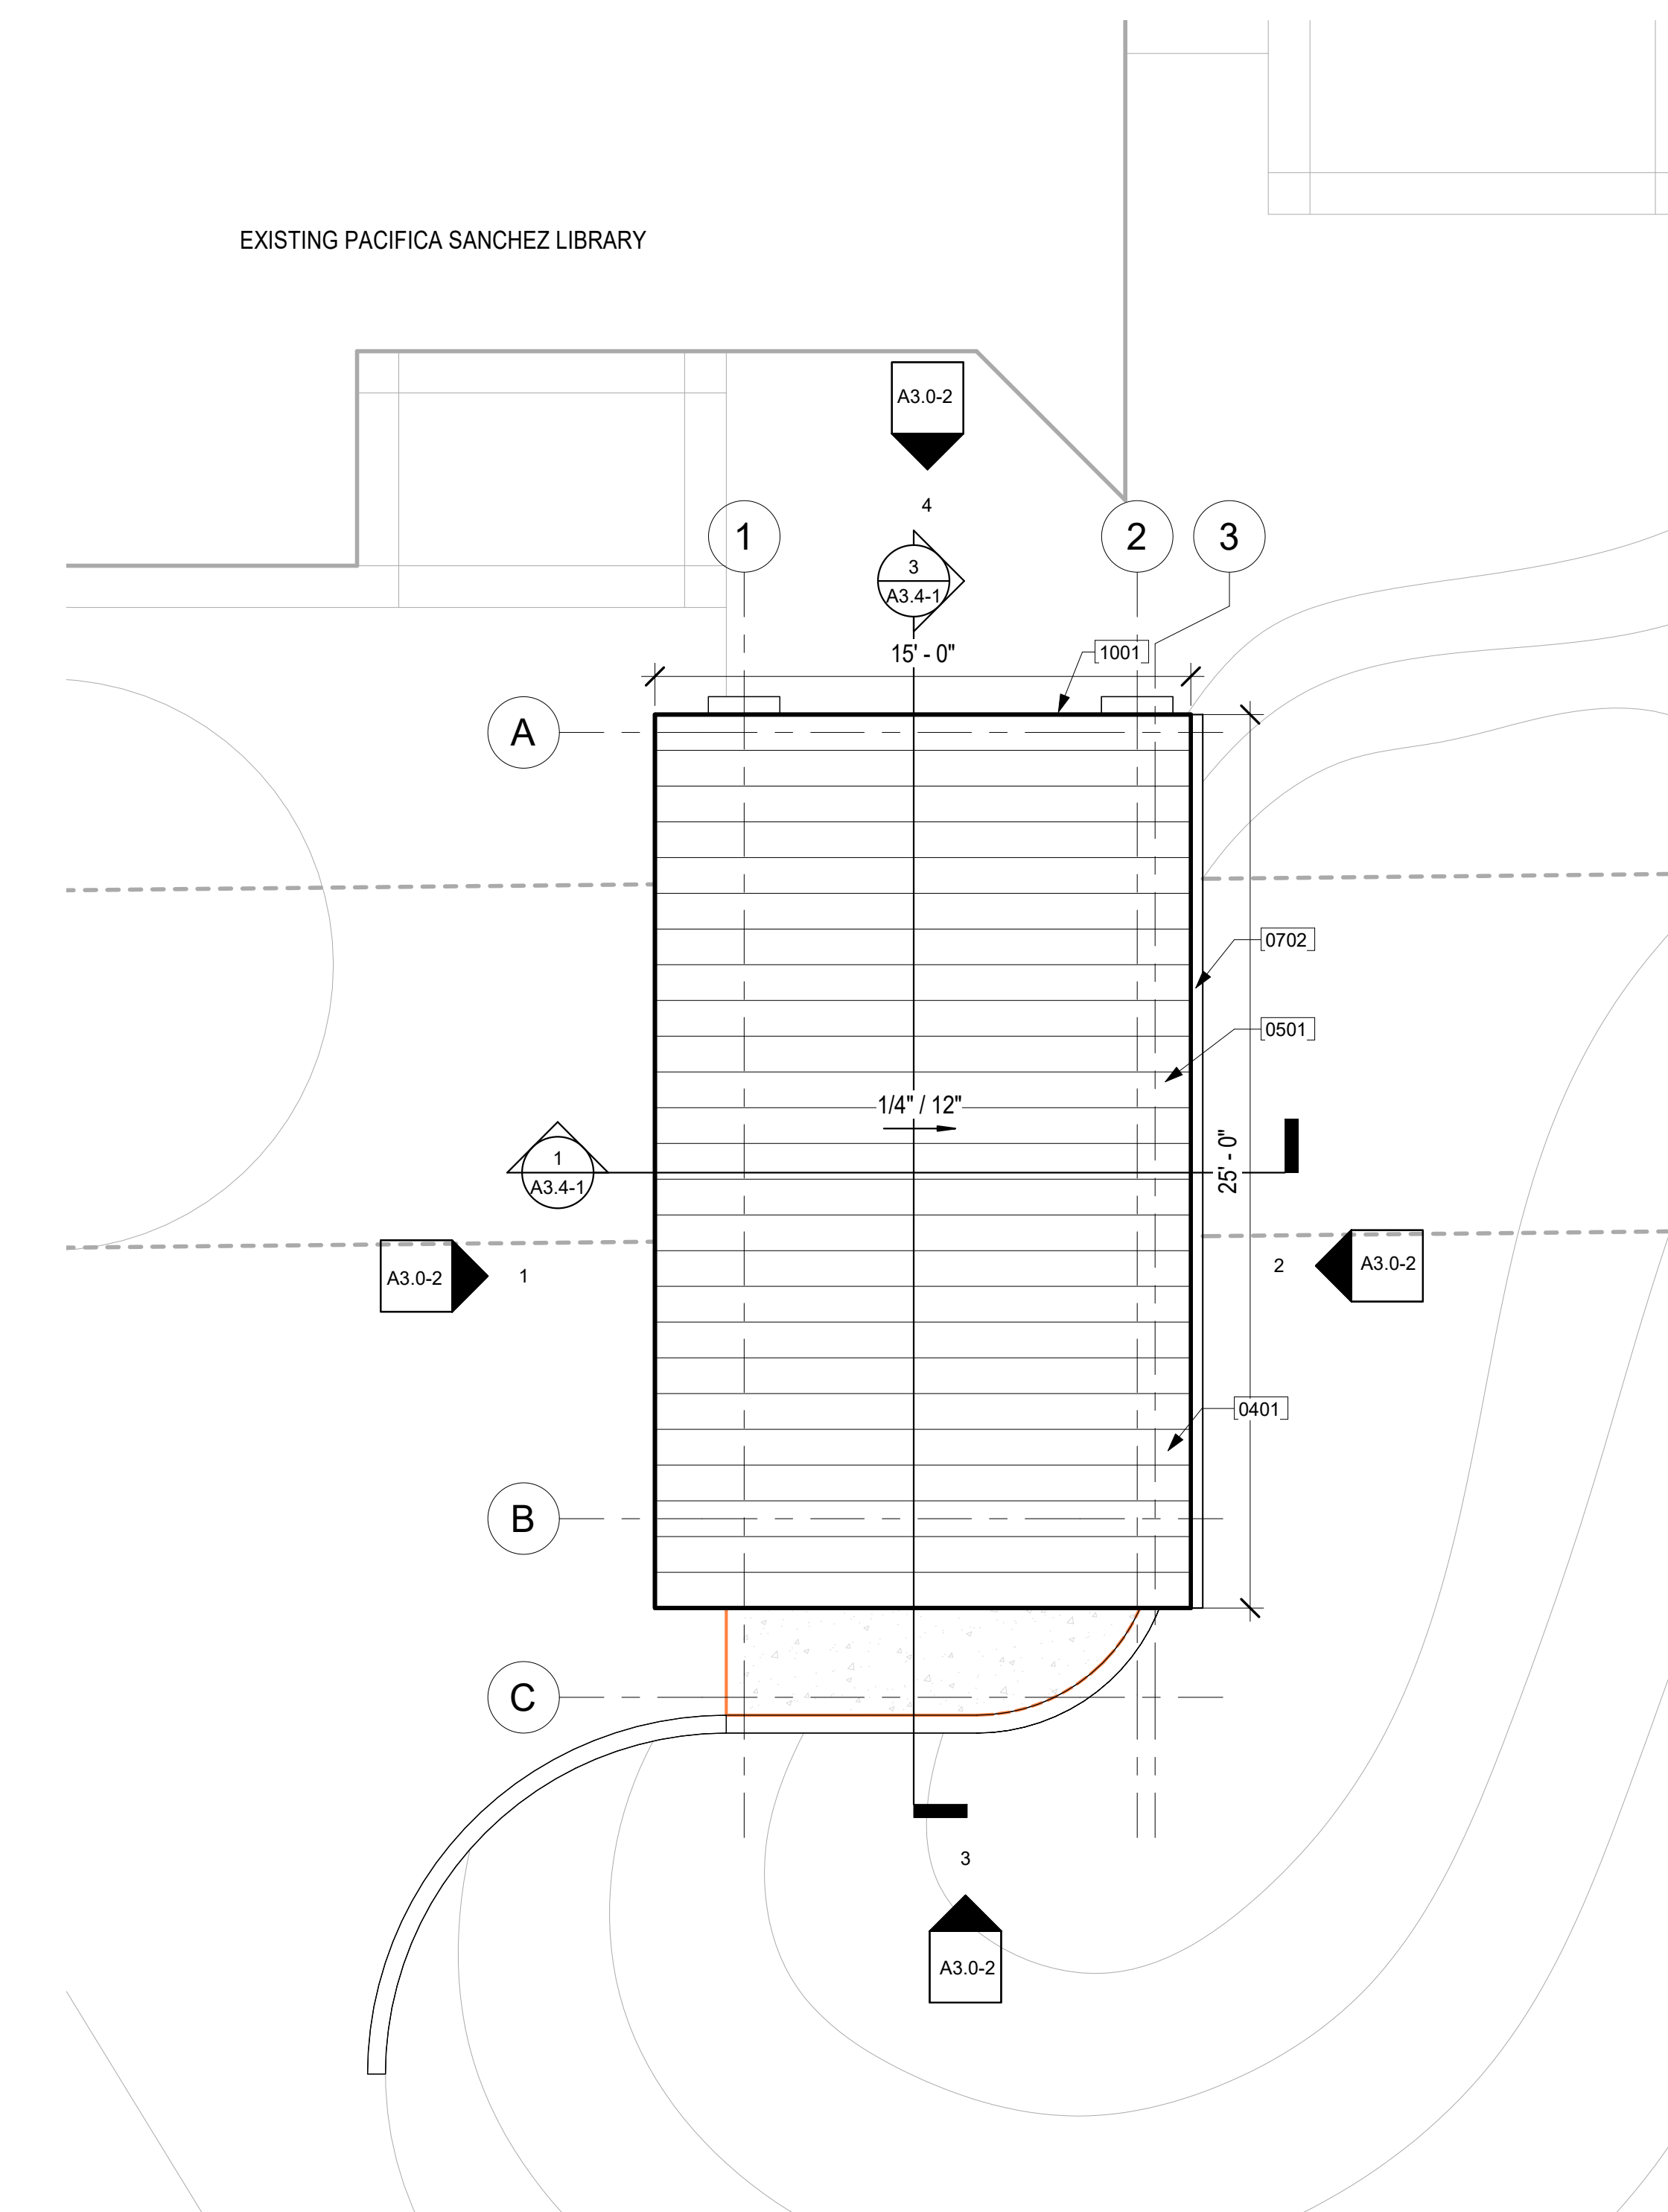 EXISTING PACIFICA SANCHEZ LIBRARY
A3.0-2
4
1
2
3
3
A3.4-1
15' - 0"
1001
A
0702
0501
1/4" / 12"
25' - 0"
1
A3.4-1
A3.0-2
1
2
A3.0-2
0401
B
C
3
A3.0-2